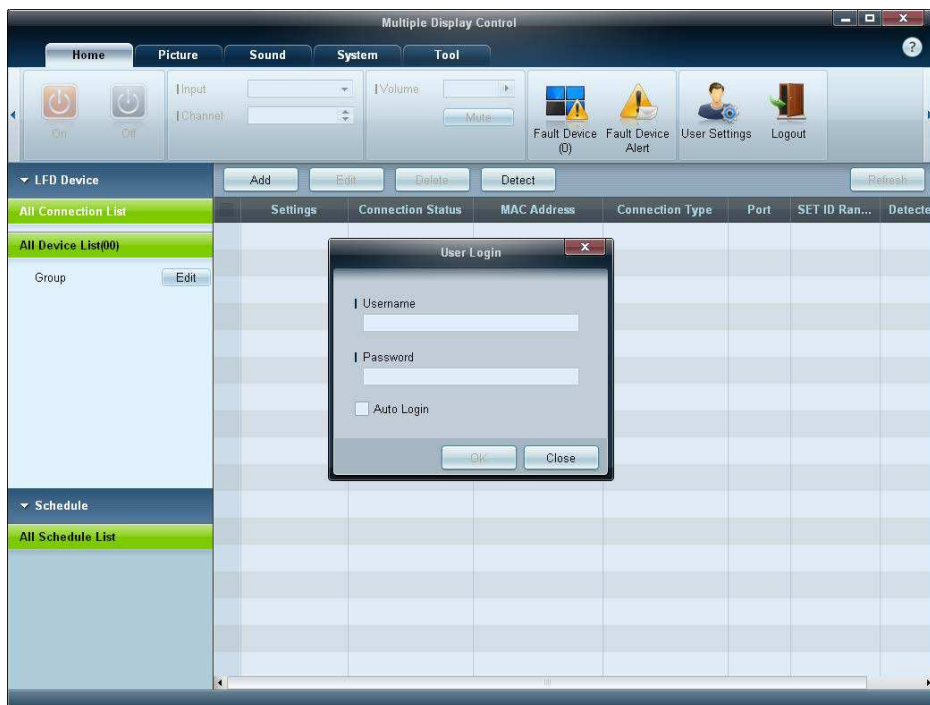 Multiple Display Control
Home Picture Sound System Tool
?
Input
Volume
Channel
Mute
On Off
Fault Device (0)
Fault Device Alert
User Settings
Logout
LFD Device
Add Edit Delete Detect Refresh
All Connection List
Settings Connection Status MAC Address Connection Type Port SET ID Ran... Detecte
All Device List(00)
Group Edit
User Login
Username
Password
Auto Login
OK Close
Schedule
All Schedule List